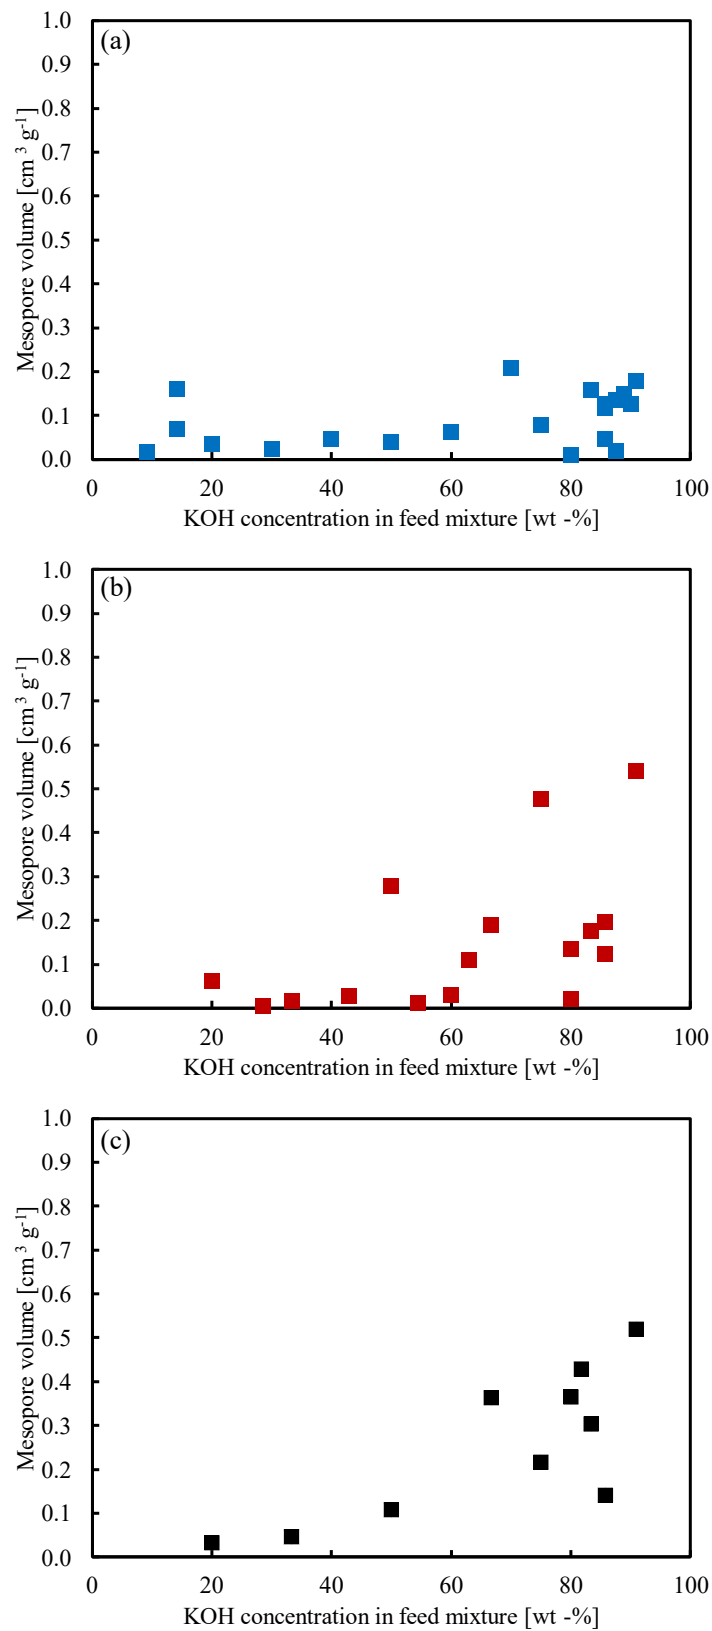 (a)
1.0
0.9
0.8
0.7
0.6
0.5
0.4
0.3
0.2
0.1
0.0
Mesopore volume [cm³ g⁻¹]
0 20 40 60 80 100
KOH concentration in feed mixture [wt -%]
(b)
1.0
0.9
0.8
0.7
0.6
0.5
0.4
0.3
0.2
0.1
0.0
Mesopore volume [cm³ g⁻¹]
0 20 40 60 80 100
KOH concentration in feed mixture [wt -%]
(c)
1.0
0.9
0.8
0.7
0.6
0.5
0.4
0.3
0.2
0.1
0.0
Mesopore volume [cm³ g⁻¹]
0 20 40 60 80 100
KOH concentration in feed mixture [wt -%]